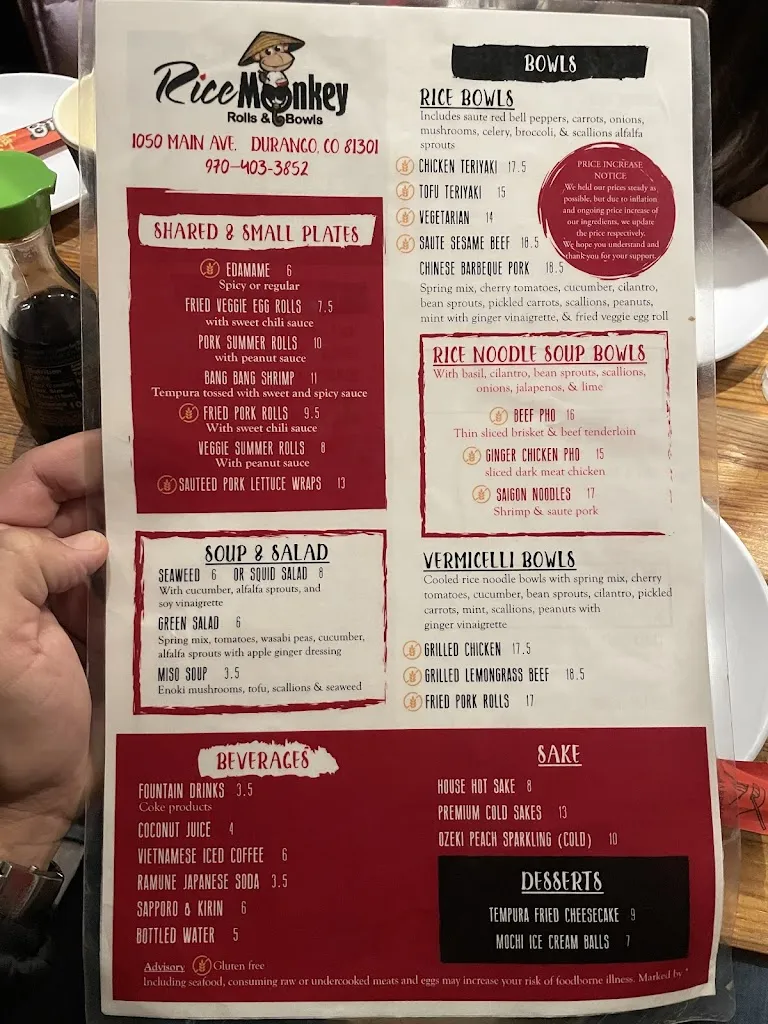 Rice Monkey
Rolls & Bowls
1050 MAIN AVE. DURANGO, CO 81301
970-403-3852
SHARED & SMALL PLATES
EDAMAME 6
Spicy or regular
FRIED VEGGIE EGG ROLLS 7.5
with sweet chili sauce
PORK SUMMER ROLLS 10
with peanut sauce
BANG BANG SHRIMP 11
Tempura tossed with sweet and spicy sauce
FRIED PORK ROLLS 9.5
With sweet chili sauce
VEGGIE SUMMER ROLLS 8
With peanut sauce
SAUTEED PORK LETTUCE WRAPS 13
SOUP & SALAD
SEAWEED 6 OR SQUID SALAD 8
With cucumber, alfalfa sprouts, and
soy vinaigrette
GREEN SALAD 6
Spring mix, tomatoes, wasabi peas, cucumber,
alfalfa sprouts with apple ginger dressing
MISO SOUP 3.5
Enoki mushrooms, tofu, scallions & seaweed
BOWLS
RICE BOWLS
Includes saute red bell peppers, carrots, onions,
mushrooms, celery, broccoli, & scallions alfalfa
sprouts
CHICKEN TERIYAKI 17.5
TOFU TERIYAKI 15
VEGETARIAN 14
SAUTE SESAME BEEF 18.5
CHINESE BARBEQUE PORK 18.5
Spring mix, cherry tomatoes, cucumber, cilantro,
bean sprouts, pickled carrots, scallions, peanuts,
mint with ginger vinaigrette, & fried veggie egg roll
PRICE INCREASE
NOTICE
We held our prices steady as
possible, but due to inflation
and ongoing price increase of
our ingredients, we update
the price respectively.
We hope you understand and
thank you for your support.
RICE NOODLE SOUP BOWLS
With basil, cilantro, bean sprouts, scallions,
onions, jalapenos, & lime
BEEF PHO 16
Thin sliced brisket & beef tenderloin
GINGER CHICKEN PHO 15
sliced dark meat chicken
SAIGON NOODLES 17
Shrimp & saute pork
VERMICELLI BOWLS
Cooled rice noodle bowls with spring mix, cherry
tomatoes, cucumber, bean sprouts, cilantro, pickled
carrots, mint, scallions, peanuts with
ginger vinaigrette
GRILLED CHICKEN 17.5
GRILLED LEMONGRASS BEEF 18.5
FRIED PORK ROLLS 17
BEVERAGES
FOUNTAIN DRINKS 3.5
Coke products
COCONUT JUICE 4
VIETNAMESE ICED COFFEE 6
RAMUNE JAPANESE SODA 3.5
SAPPORO & KIRIN 6
BOTTLED WATER 5
SAKE
HOUSE HOT SAKE 8
PREMIUM COLD SAKES 13
OZEKI PEACH SPARKLING (COLD) 10
DESSERTS
TEMPURA FRIED CHEESECAKE 9
MOCHI ICE CREAM BALLS 7
Advisory Gluten free
Including seafood, consuming raw or undercooked meats and eggs may increase your risk of foodborne illness. Marked by *